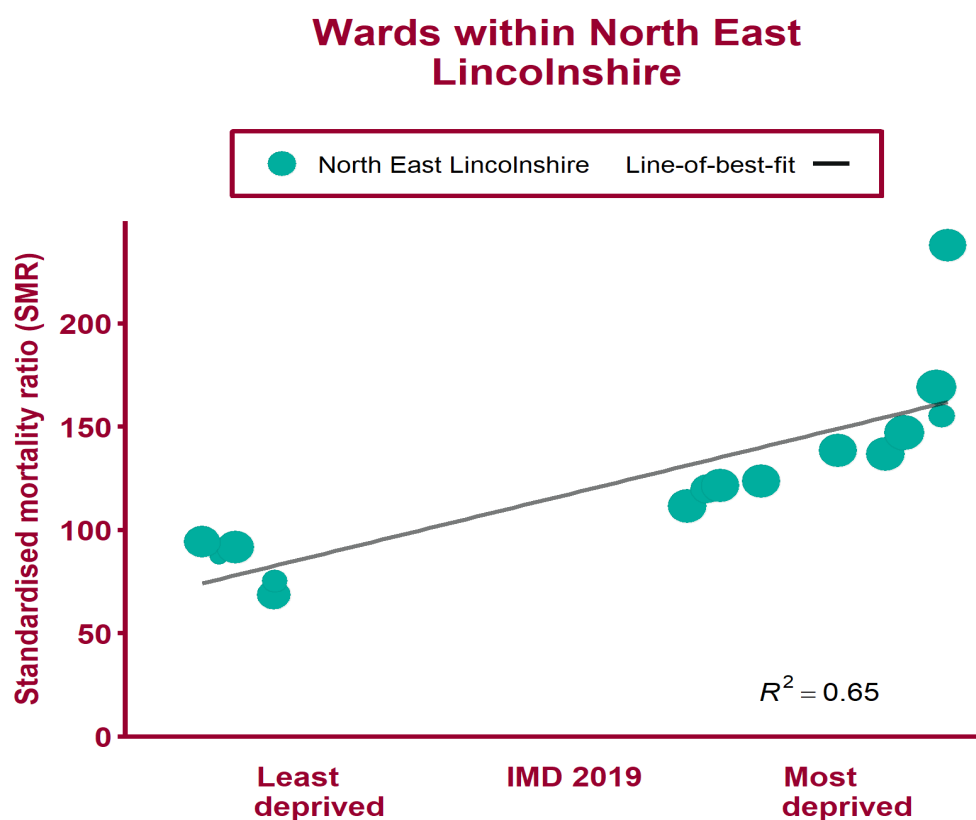 Wards within North East
Lincolnshire
North East Lincolnshire Line-of-best-fit
Standardised mortality ratio (SMR)
200
150
100
50
0
R² = 0.65
Least
deprived
IMD 2019
Most
deprived